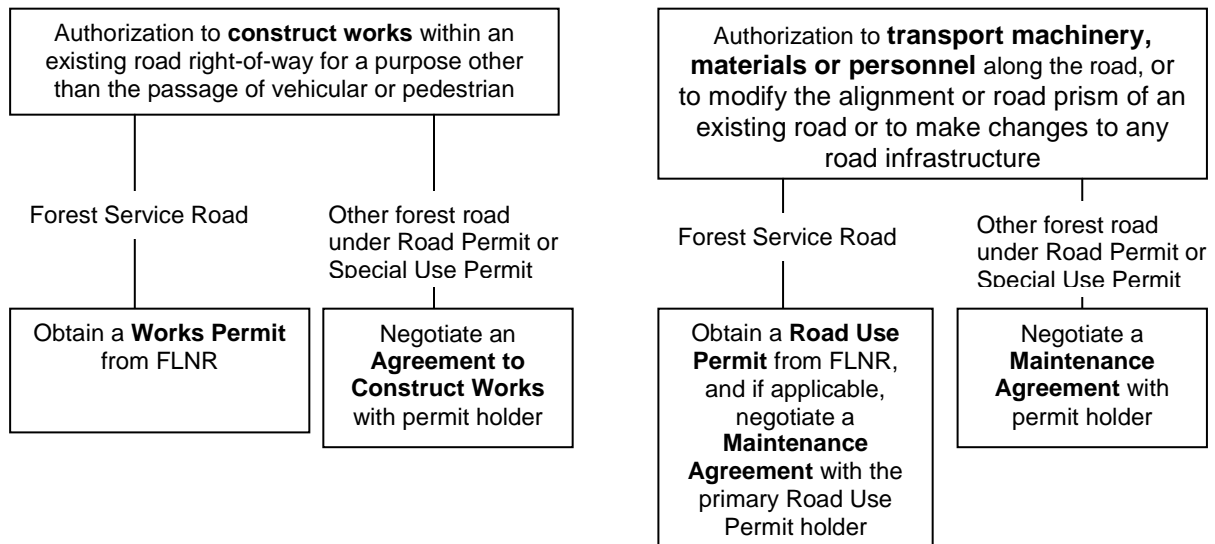 Authorization to construct works within an
existing road right-of-way for a purpose other
than the passage of vehicular or pedestrian
Forest Service Road
Other forest road
under Road Permit or
Special Use Permit
Obtain a Works Permit
from FLNR
Negotiate an
Agreement to
Construct Works
with permit holder
Authorization to transport machinery,
materials or personnel along the road, or
to modify the alignment or road prism of an
existing road or to make changes to any
road infrastructure
Forest Service Road
Other forest road
under Road Permit or
Special Use Permit
Obtain a Road Use
Permit from FLNR,
and if applicable,
negotiate a
Maintenance
Agreement with the
primary Road Use
Permit holder
Negotiate a
Maintenance
Agreement with
permit holder